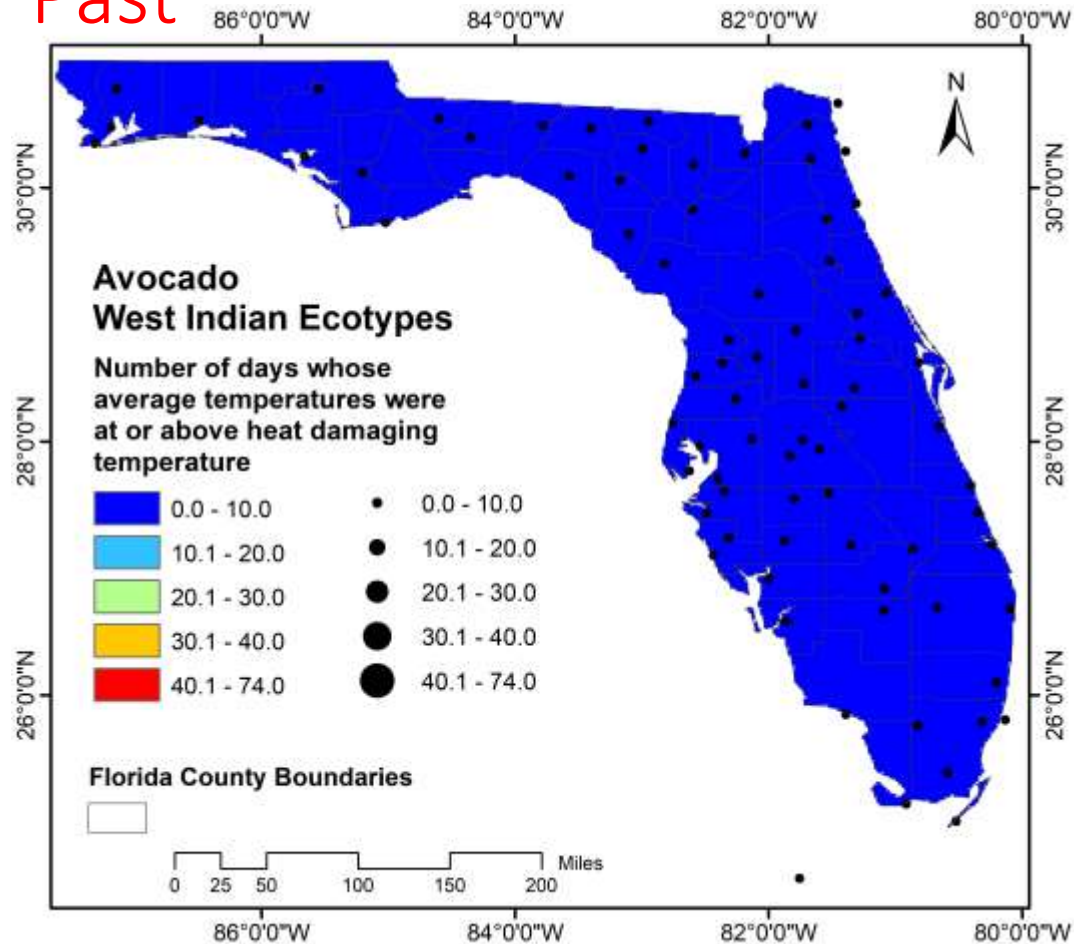 Past
86°0'0"W 84°0'0"W 82°0'0"W 80°0'0"W
N
30°0'0"N 30°0'0"N
Avocado
West Indian Ecotypes
Number of days whose
average temperatures were
at or above heat damaging
temperature
0.0 - 10.0 0.0 - 10.0
10.1 - 20.0 10.1 - 20.0
20.1 - 30.0 20.1 - 30.0
30.1 - 40.0 30.1 - 40.0
40.1 - 74.0 40.1 - 74.0
28°0'0"N 28°0'0"N
26°0'0"N 26°0'0"N
Florida County Boundaries
Miles
0 25 50 100 150 200
86°0'0"W 84°0'0"W 82°0'0"W 80°0'0"W